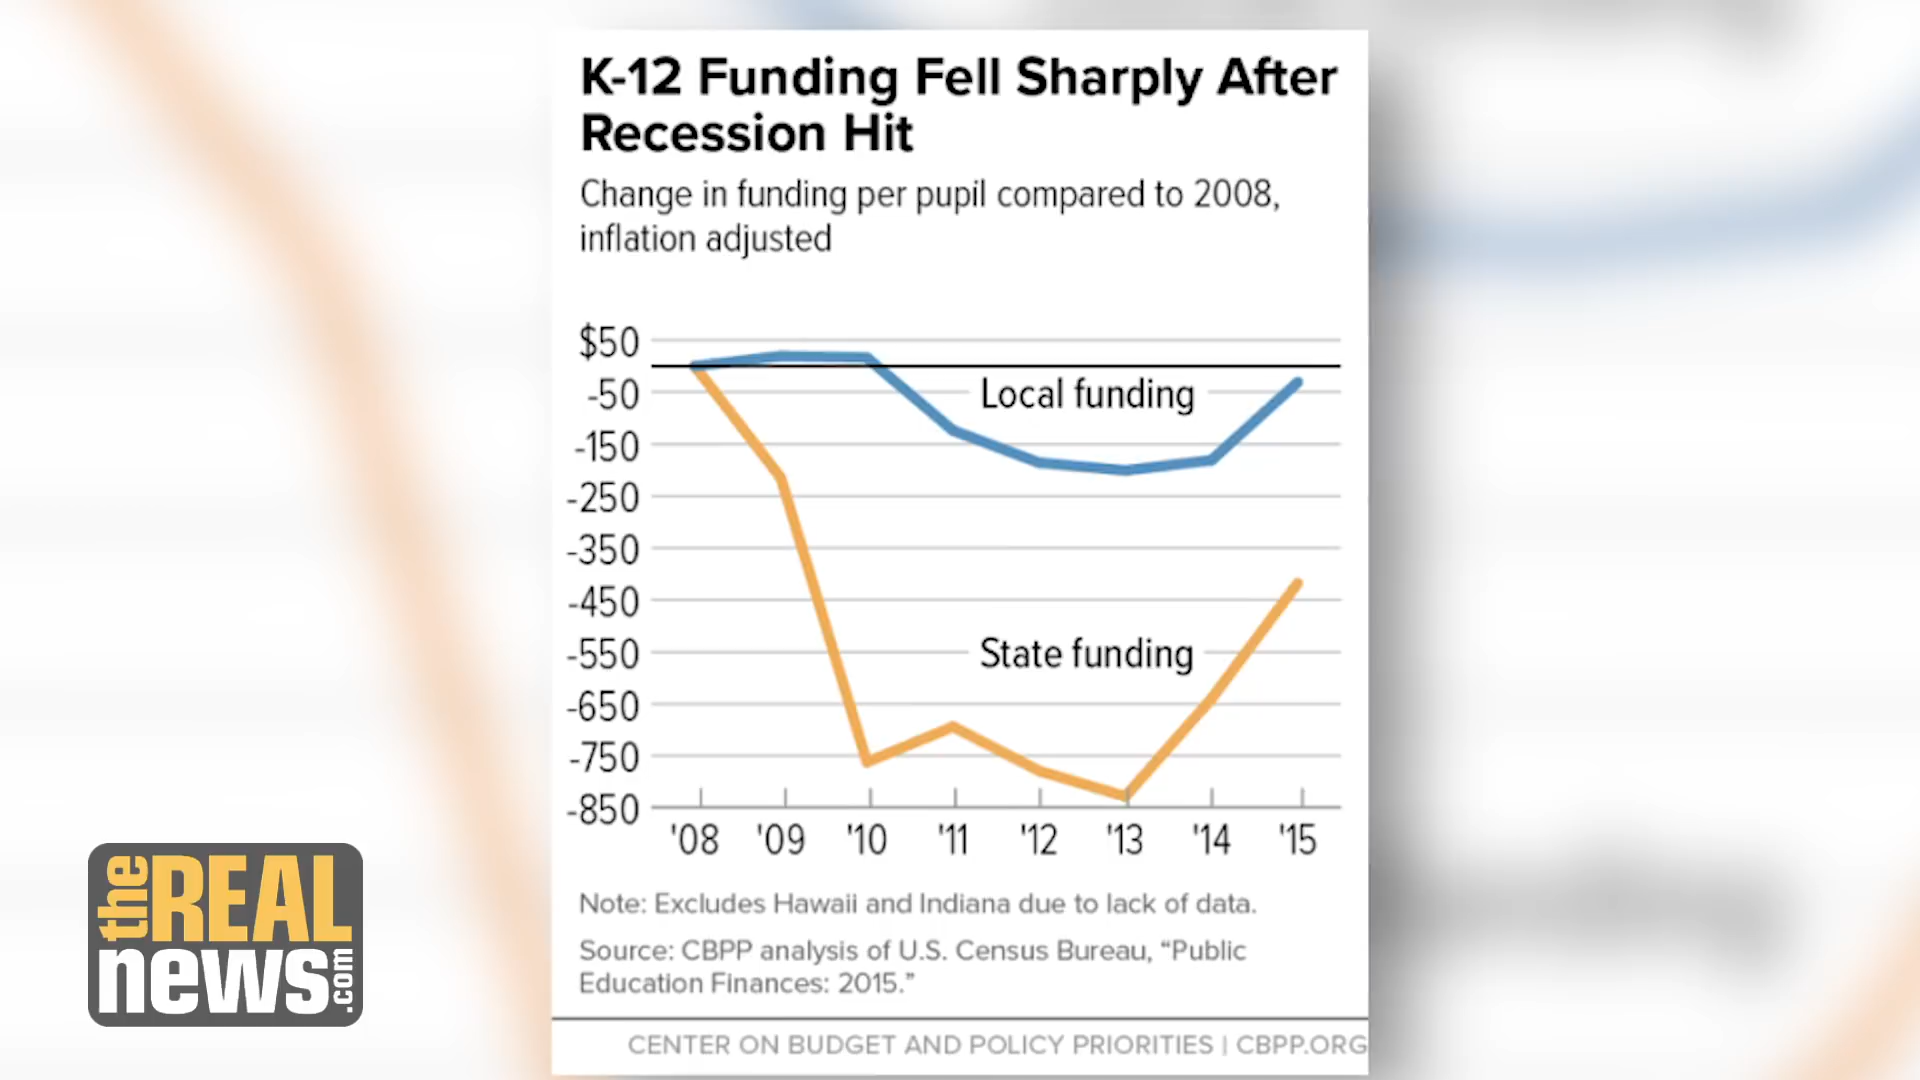 K-12 Funding Fell Sharply After
Recession Hit
Change in funding per pupil compared to 2008,
inflation adjusted
$50
-50
Local funding
-150
-250
-350
-450
-550
State funding
-650
-750
-850
'08 '09 '10 '11 '12 '13 '14 '15
Note: Excludes Hawaii and Indiana due to lack of data.
Source: CBPP analysis of U.S. Census Bureau, “Public
Education Finances: 2015.”
CENTER ON BUDGET AND POLICY PRIORITIES | CBPP.ORG
the REAL
news.com